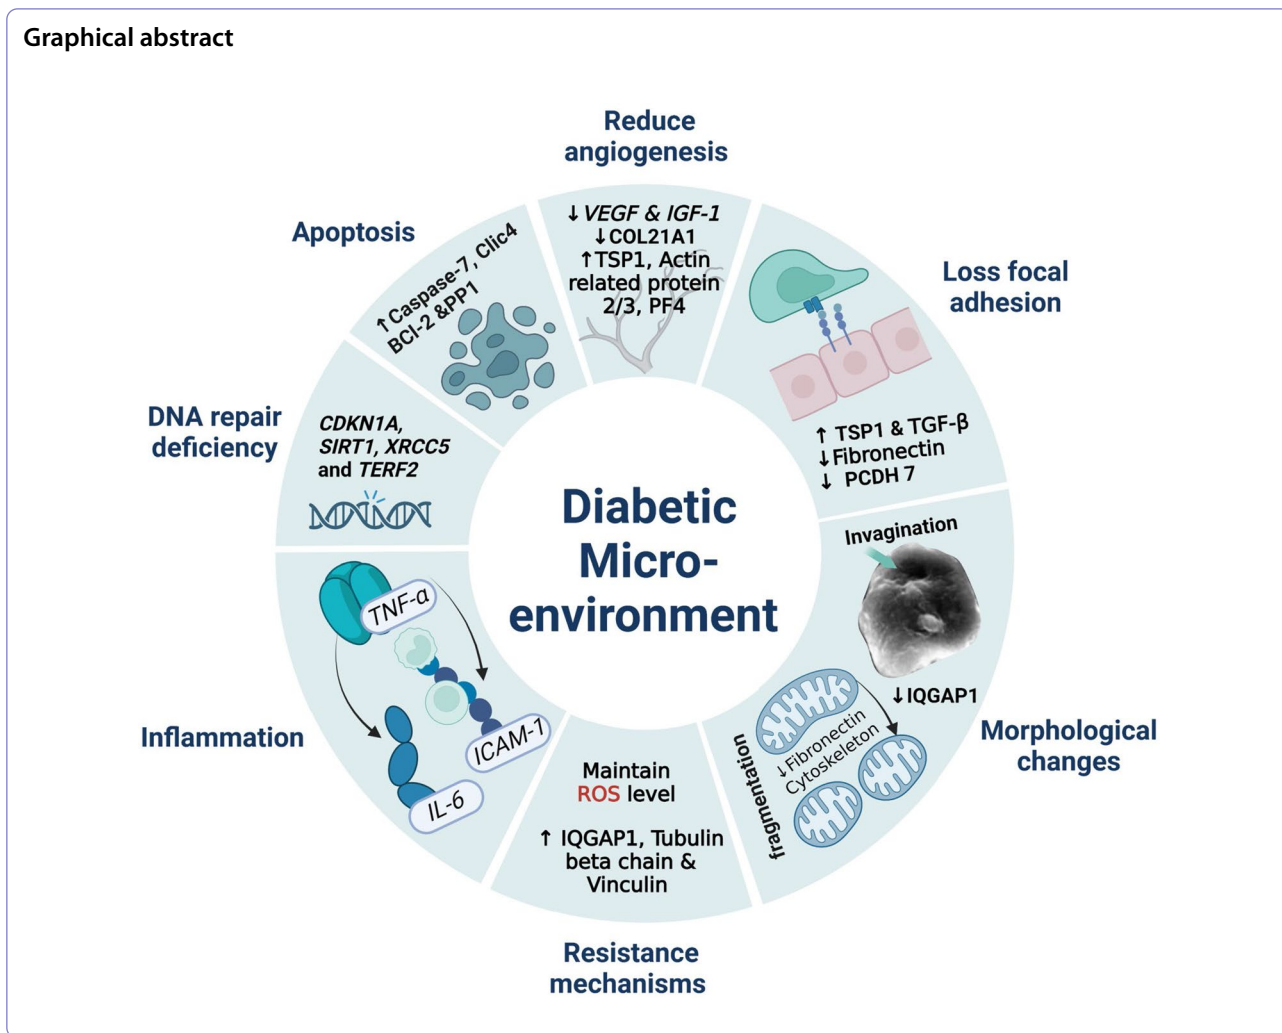 Graphical abstract
Reduce
angiogenesis
↓VEGF & IGF-1
↓COL21A1
↑TSP1, Actin
related protein
2/3, PF4
Loss focal
adhesion
↑ TSP1 & TGF-β
↓Fibronectin
↓ PCDH 7
Invagination
↓IQGAP1
Morphological
changes
fragmentation
↓Fibronectin
Cytoskeleton
Maintain
ROS level
↑ IQGAP1, Tubulin
beta chain &
Vinculin
Resistance
mechanisms
Inflammation
TNF-α
ICAM-1
IL-6
DNA repair
deficiency
CDKN1A,
SIRT1, XRCC5
and TERF2
Apoptosis
↑Caspase-7, Clic4
BCl-2 &PP1
Diabetic
Micro-
environment